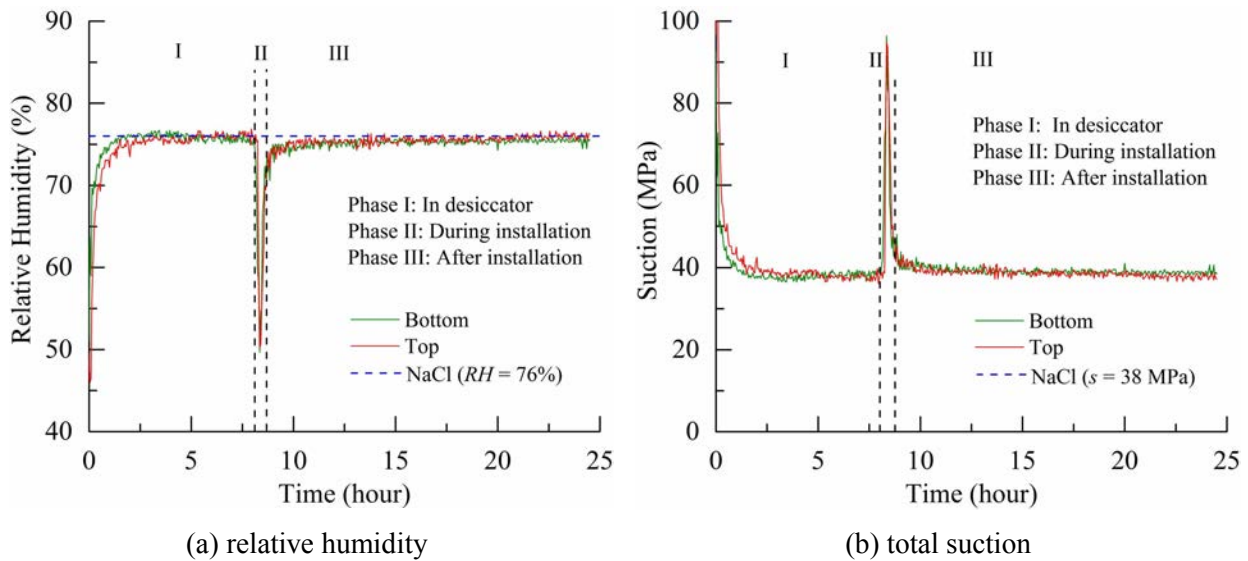 90
80
70
60
50
40
Relative Humidity (%)
I
II
III
Phase I: In desiccator
Phase II: During installation
Phase III: After installation
Bottom
Top
NaCl (RH = 76%)
0
5
10
15
20
25
Time (hour)
(a) relative humidity
100
80
60
40
20
0
Suction (MPa)
I
II
III
Phase I: In desiccator
Phase II: During installation
Phase III: After installation
Bottom
Top
NaCl (s = 38 MPa)
0
5
10
15
20
25
Time (hour)
(b) total suction